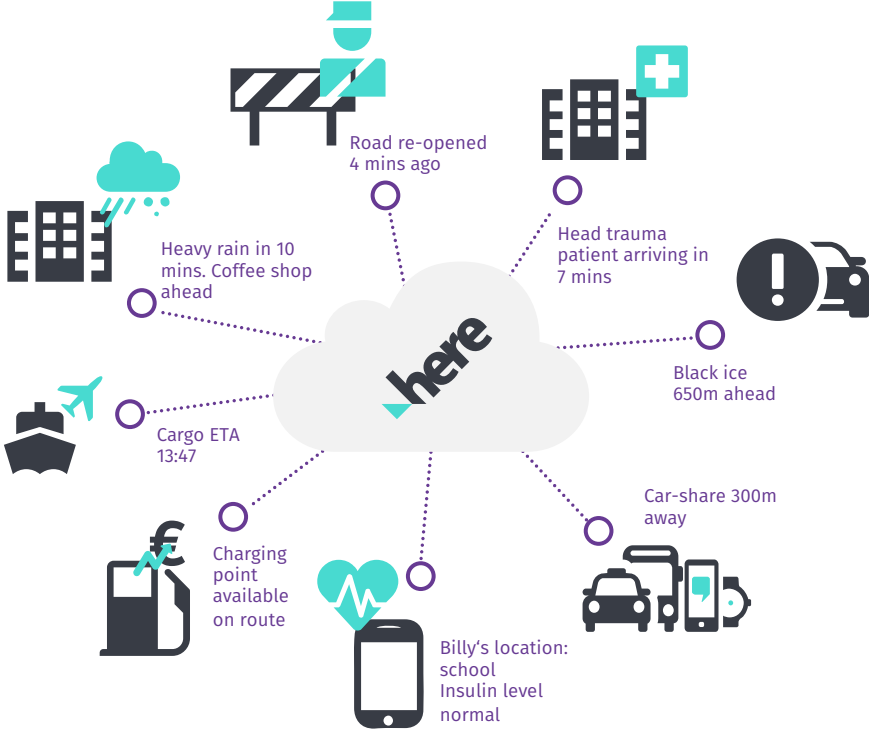 Road re-opened
4 mins ago
Head trauma
patient arriving in
7 mins
Heavy rain in 10
mins. Coffee shop
ahead
here
Black ice
650m ahead
Cargo ETA
13:47
Car-share 300m
away
€
Charging
point
available
on route
Billy‘s location:
school
Insulin level
normal